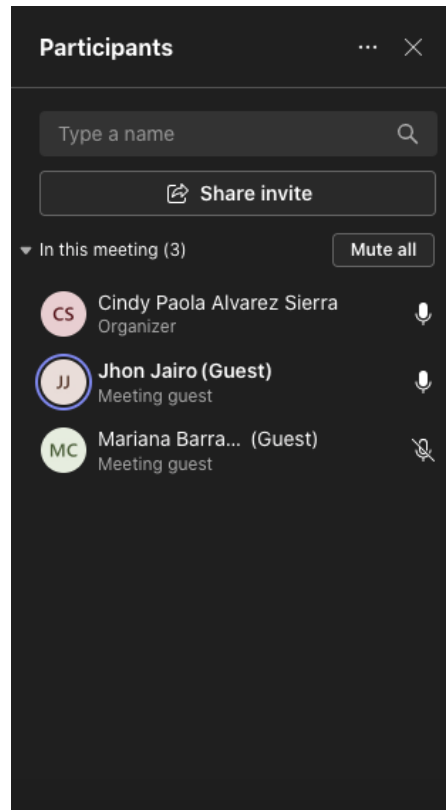 Participants
Type a name
Share invite
In this meeting (3)
Mute all
CS
Cindy Paola Alvarez Sierra
Organizer
JJ
Jhon Jairo (Guest)
Meeting guest
MC
Mariana Barra... (Guest)
Meeting guest